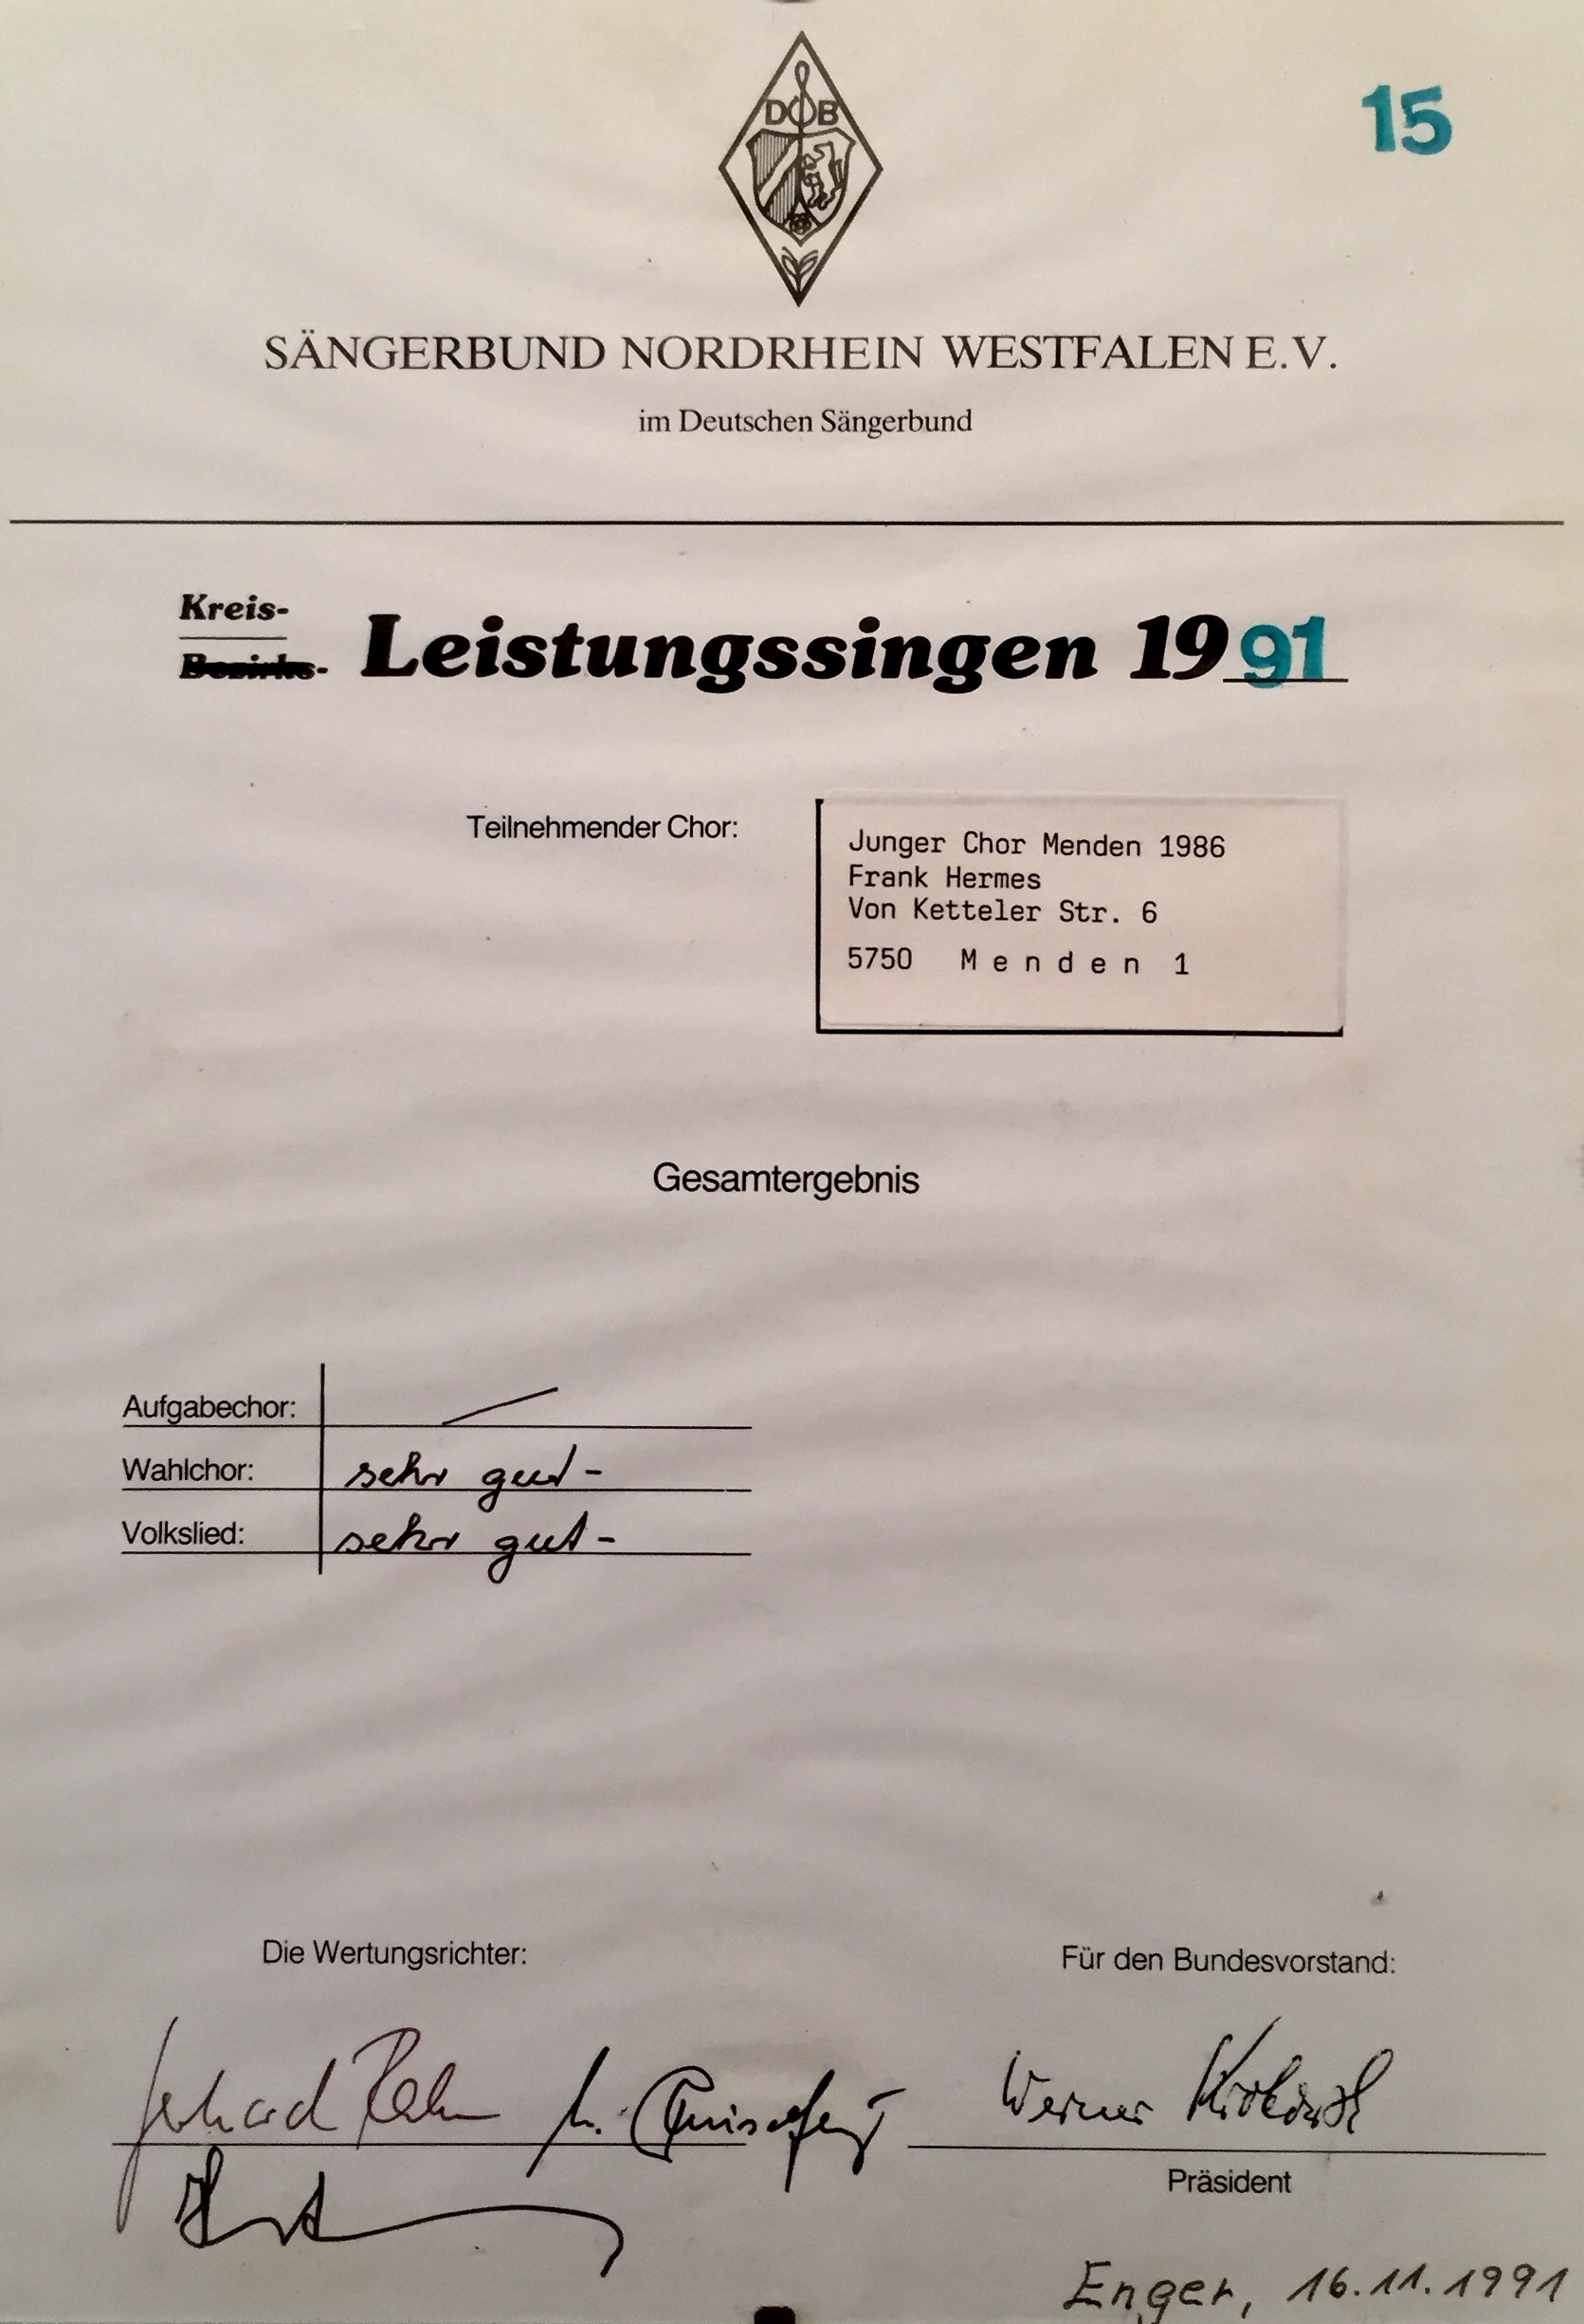 15
DSB
SÄNGERBUND NORDRHEIN WESTFALEN E.V.
im Deutschen Sängerbund
Kreis-
Bezirks-
Leistungssingen 1991
Teilnehmender Chor:
Junger Chor Menden 1986
Frank Hermes
Von Ketteler Str. 6
5750 Menden 1
Gesamtergebnis
Aufgabechor:
Wahlchor: sehr gut -
Volkslied: sehr gut -
Die Wertungsrichter:
Für den Bundesvorstand:
Werner
Präsident
Enger, 16.11.1991